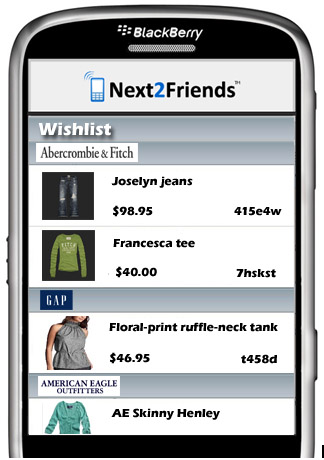 BlackBerry
Next2Friends™
Wishlist
Abercrombie & Fitch
Joselyn jeans
$98.95 415e4w
Francesca tee
$40.00 7hskst
GAP
Floral-print ruffle-neck tank
$46.95 t458d
AMERICAN EAGLE
OUTFITTERS
AE Skinny Henley